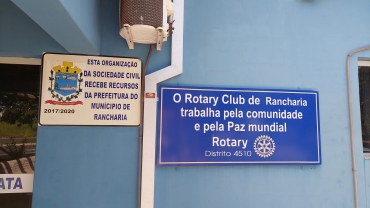 ESTA ORGANIZAÇÃO
DA SOCIEDADE CIVIL
RECEBE RECURSOS
DA PREFEITURA DO
MUNICÍPIO DE
RANCHARIA
2017/2020
O Rotary Club de Rancharia
trabalha pela comunidade
e pela Paz mundial
Rotary
Distrito 4510
ATA